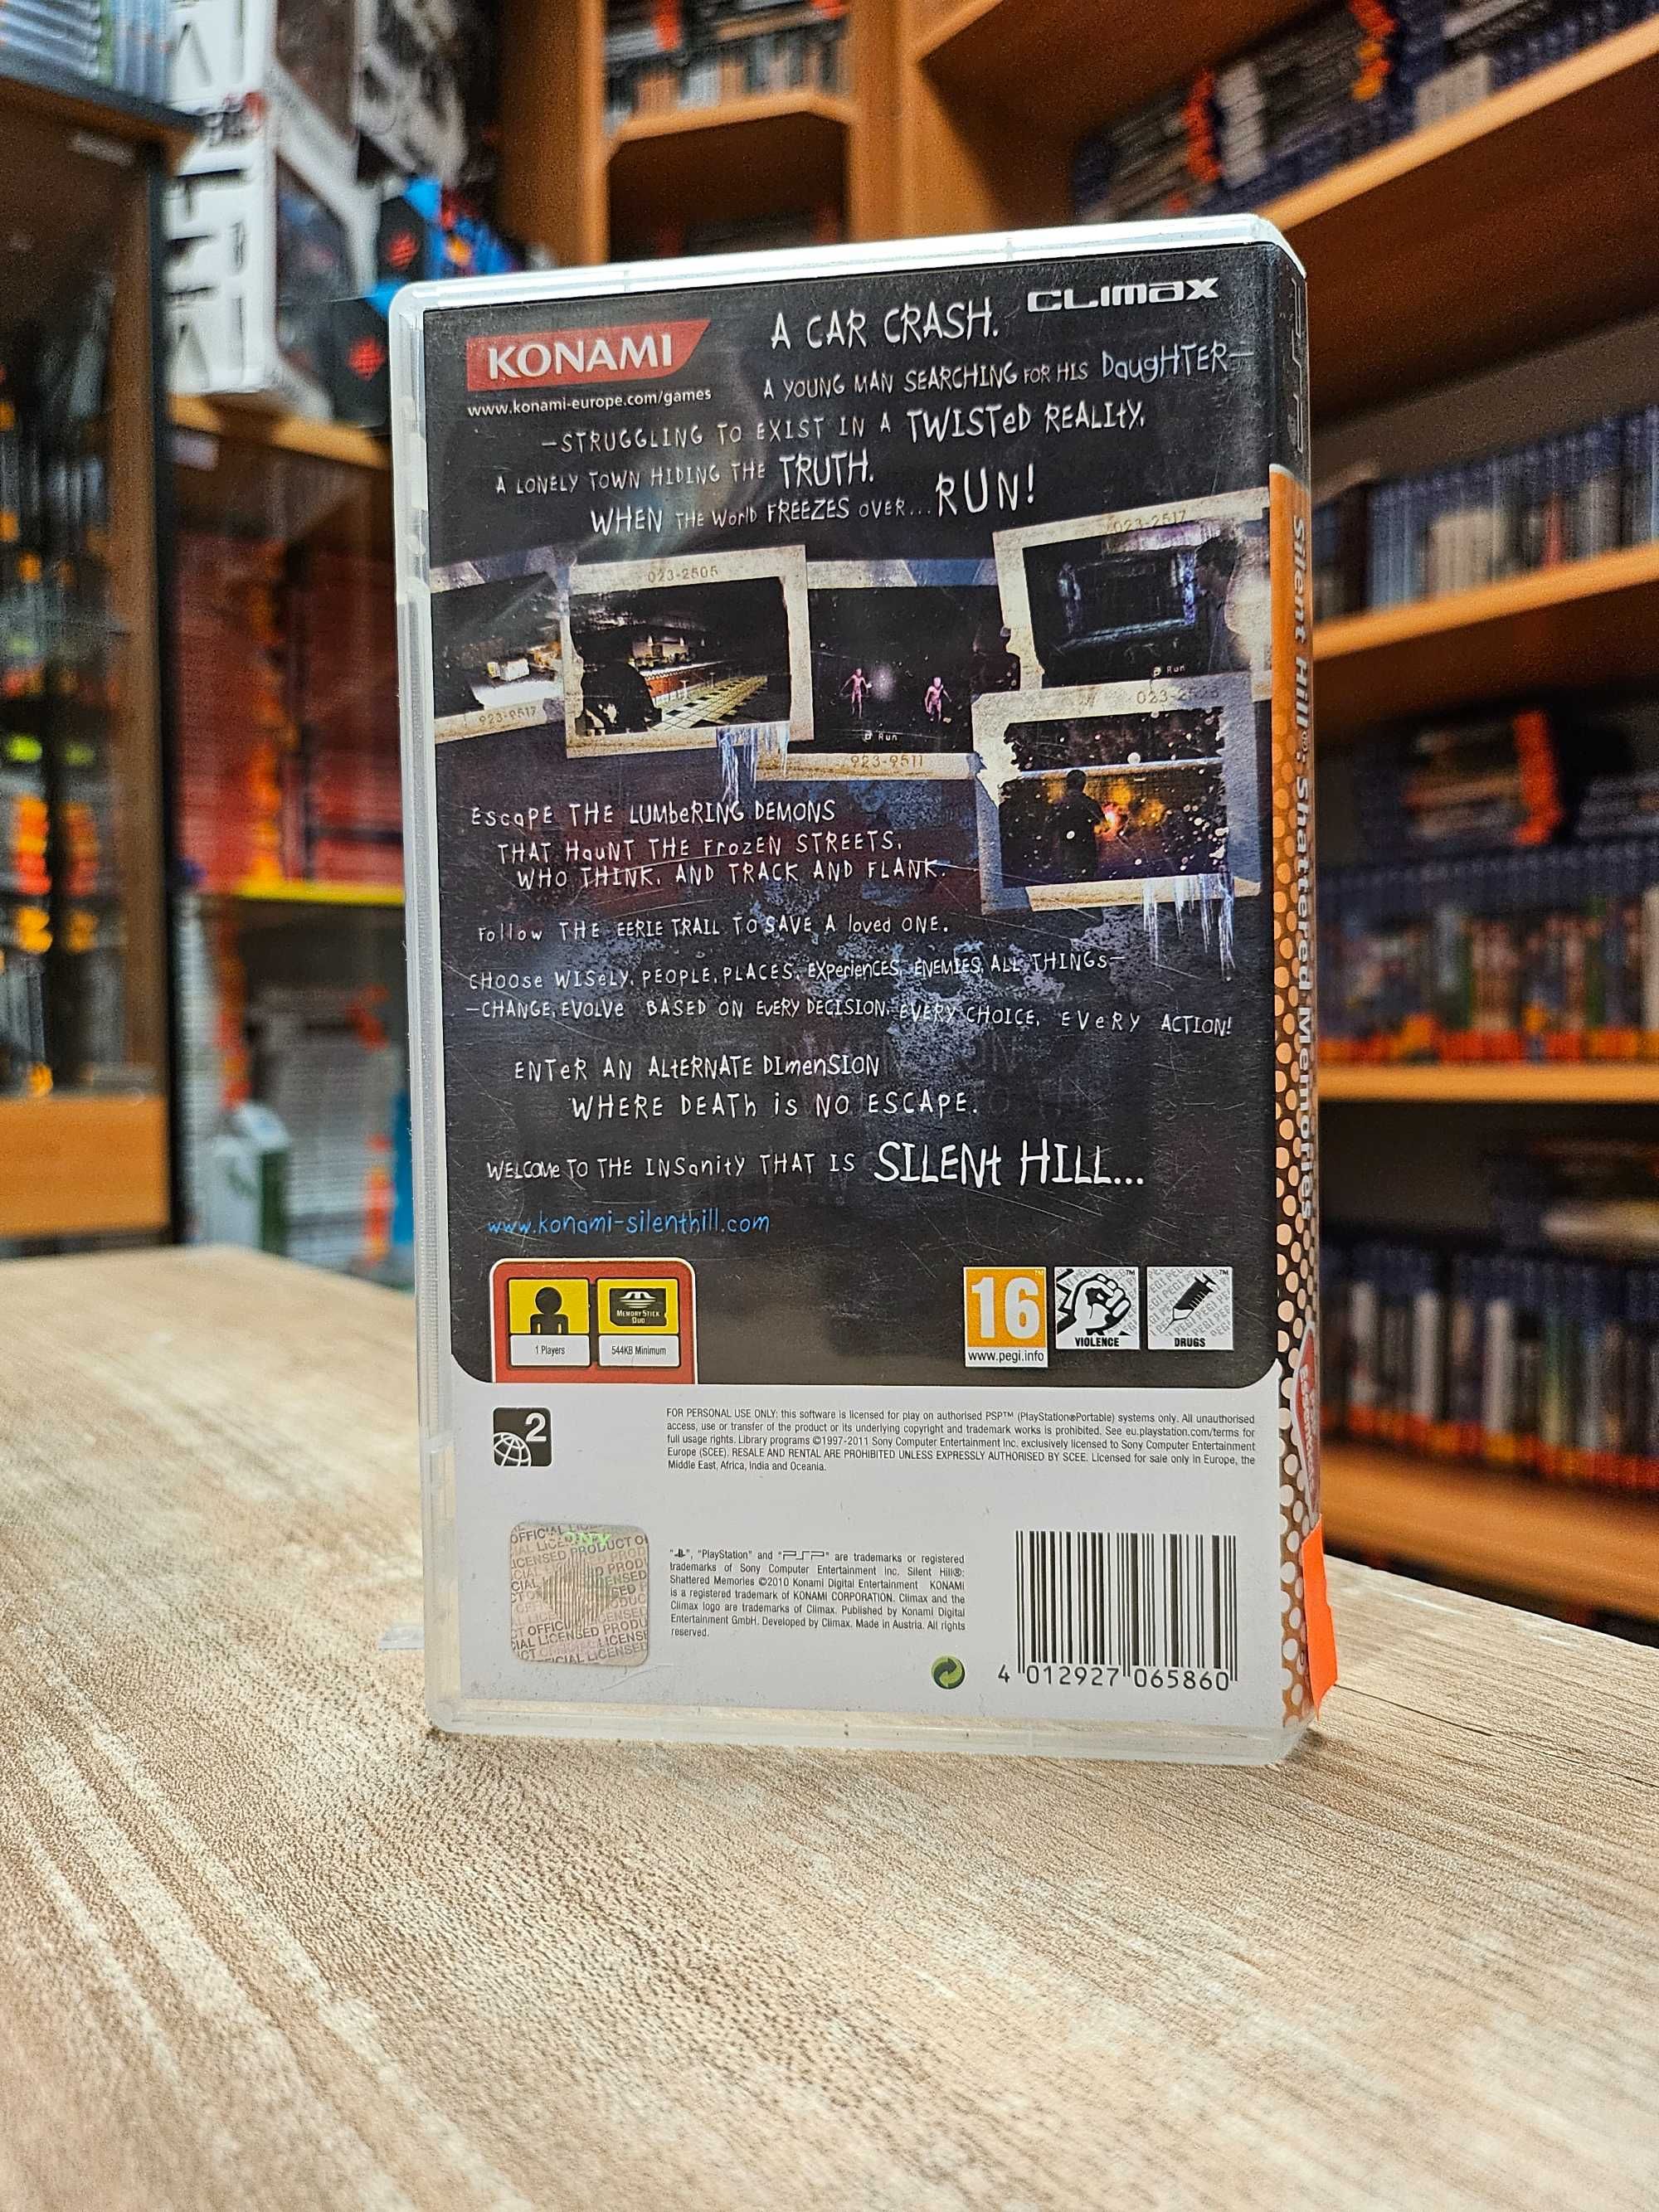 CLIMAX
KONAMI
www.konami-europe.com/games
A CAR CRASH.
A YOUNG MAN SEARCHING FOR HIS DauGHTER—
—STRUGGLING TO EXIST IN A TWISTeD REALItY.
A LONELY TOWN HIDING THE TRUTH.
WHEN THE World FREEZES OVER... RUN!
023-2517
023-2505
Run
023-2523
923-9517
Run
923-9511
EScaPE THE LUMbeRING DEMONS
THAT HauNT THE FrozEN STREETS,
WHO THINK, AND TRACK AND FLANK.
Follow THE EERIE TRAIL TO SAVE A loved ONE.
CHOOSe WISeLY, PEOPLE, PLACES, EXPerIeNCES, ENEMIES, ALL THINGS—
—CHANGE, EVOLVe BASED ON EVERY DECISION, EVERY CHOICE, EVeRY ACTION!
ENTeR AN ALtERNATE DImenSION
WHERE DEATh is NO ESCAPE.
WELCOMe TO THE INSanity THAT IS SILENt HILL...
www.konami-silenthill.com
MEMORY STICK
DUO
1 Players
544KB Minimum
16
www.pegi.info
VIOLENCE
DRUGS
2
FOR PERSONAL USE ONLY: this software is licensed for play on authorised PSP™ (PlayStation®Portable) systems only. All unauthorised
access, use or transfer of the product or its underlying copyright and trademark works is prohibited. See eu.playstation.com/terms for
full usage rights. Library programs ©1997-2011 Sony Computer Entertainment Inc. exclusively licensed to Sony Computer Entertainment
Europe (SCEE). RESALE AND RENTAL ARE PROHIBITED UNLESS EXPRESSLY AUTHORISED BY SCEE. Licensed for sale only in Europe, the
Middle East, Africa, India and Oceania.
OFFICIAL LICENSED PRODUCT
"PlayStation" and "PSP" are trademarks or registered
trademarks of Sony Computer Entertainment Inc. Silent Hill®:
Shattered Memories ©2010 Konami Digital Entertainment KONAMI
is a registered trademark of KONAMI CORPORATION. Climax and the
Climax logo are trademarks of Climax. Published by Konami Digital
Entertainment GmbH. Developed by Climax. Made in Austria. All rights
reserved.
4 012927 065860
PSP
Silent Hill®: Shattered Memories